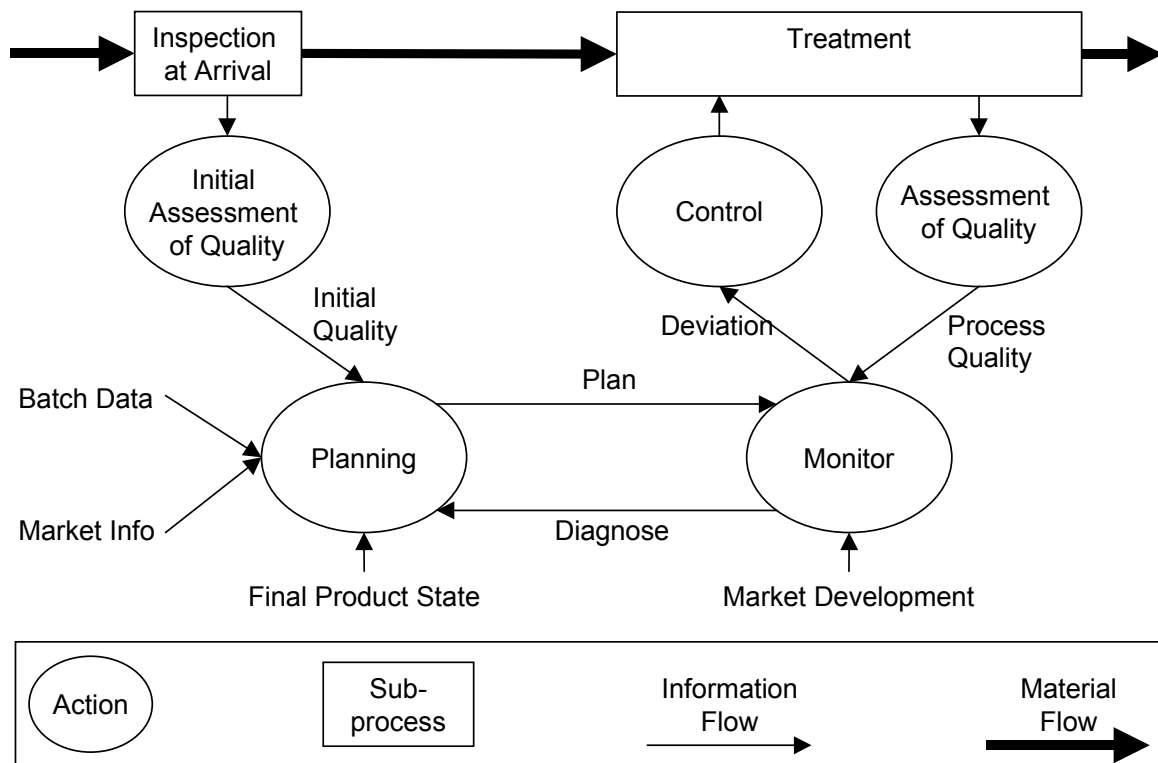 Inspection
at Arrival
Treatment
Initial
Assessment
of Quality
Control
Assessment
of Quality
Initial
Quality
Deviation
Process
Quality
Batch Data
Plan
Planning
Monitor
Market Info
Diagnose
Final Product State
Market Development
Action
Sub-
process
Information
Flow
Material
Flow